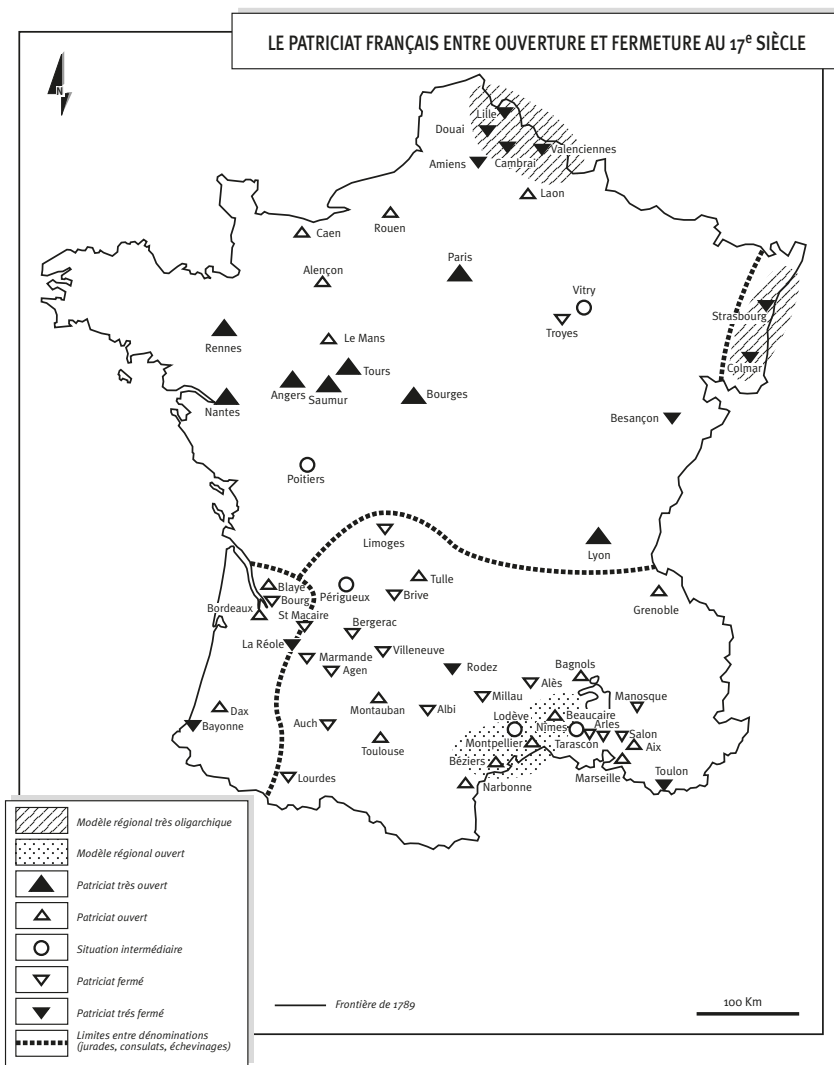 LE PATRICIAT FRANÇAIS ENTRE OUVERTURE ET FERMETURE AU 17e SIÈCLE
N
Lille
Douai
Cambrai
Valenciennes
Amiens
Laon
Rouen
Caen
Paris
Alençon
Vitry
Troyes
Strasbourg
Colmar
Le Mans
Rennes
Tours
Angers
Saumur
Bourges
Nantes
Besançon
Poitiers
Limoges
Lyon
Tulle
Blaye
Périgueux
Brive
Grenoble
Bourg
Bordeaux
St Macaire
Bergerac
La Réole
Villeneuve
Marmande
Agen
Rodez
Bagnols
Alès
Millau
Manosque
Dax
Montauban
Albi
Lodève
Beaucaire
Nîmes
Arles
Salon
Bayonne
Auch
Toulouse
Montpellier
Tarascon
Aix
Béziers
Marseille
Toulon
Lourdes
Narbonne
Modèle régional très oligarchique
Modèle régional ouvert
Patriciat très ouvert
Patriciat ouvert
Situation intermédiaire
Patriciat fermé
Patriciat trés fermé
Limites entre dénominations
(jurades, consulats, échevinages)
Frontière de 1789
100 Km